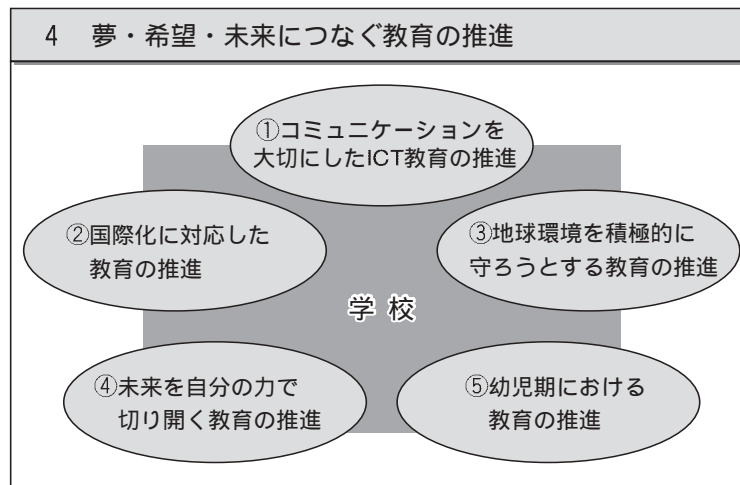 4　夢・希望・未来につなぐ教育の推進
①コミュニケーションを
大切にしたICT教育の推進
②国際化に対応した
教育の推進
③地球環境を積極的に
守ろうとする教育の推進
学校
④未来を自分の力で
切り開く教育の推進
⑤幼児期における
教育の推進